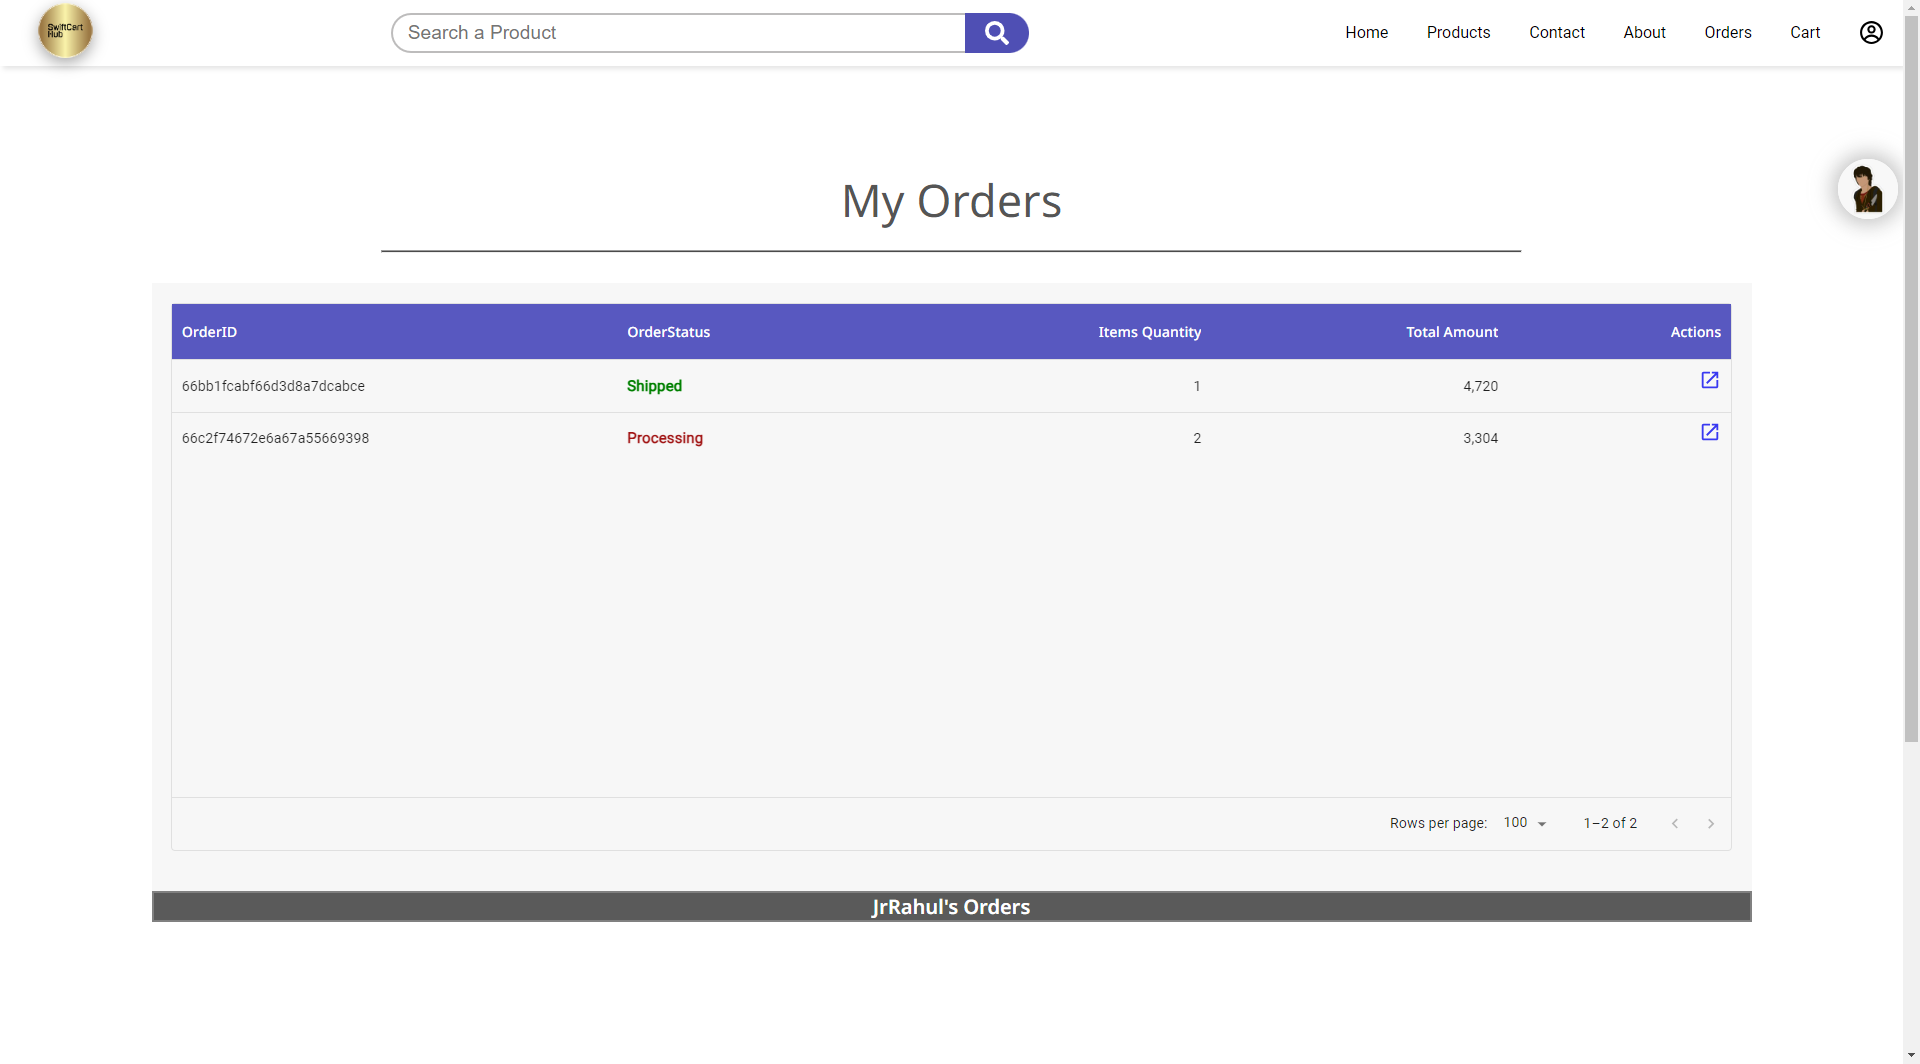 SwiftCert
Hub
Search a Product
Home Products Contact About Orders Cart
My Orders
OrderID OrderStatus Items Quantity Total Amount Actions
66bb1fcabf66d3d8a7dcabce Shipped 1 4,720
66c2f74672e6a67a55669398 Processing 2 3,304
Rows per page: 100 1–2 of 2
JrRahul's Orders